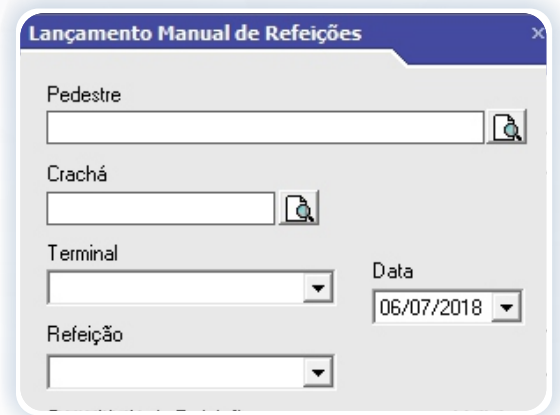 Lançamento Manual de Refeições
Pedestre
Crachá
Terminal
Data
06/07/2018
Refeição